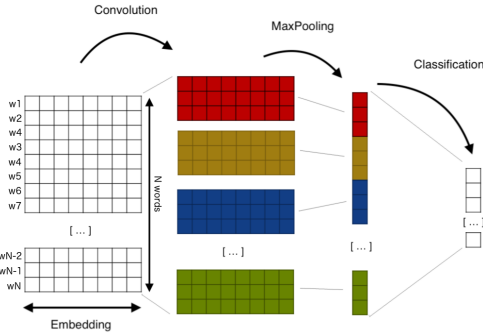 Convolution
MaxPooling
Classification
w1
w2
w4
w3
w4
w5
w6
w7
N words
[ ... ]
[ ... ]
[ ... ]
[ ... ]
wN-2
wN-1
wN
Embedding